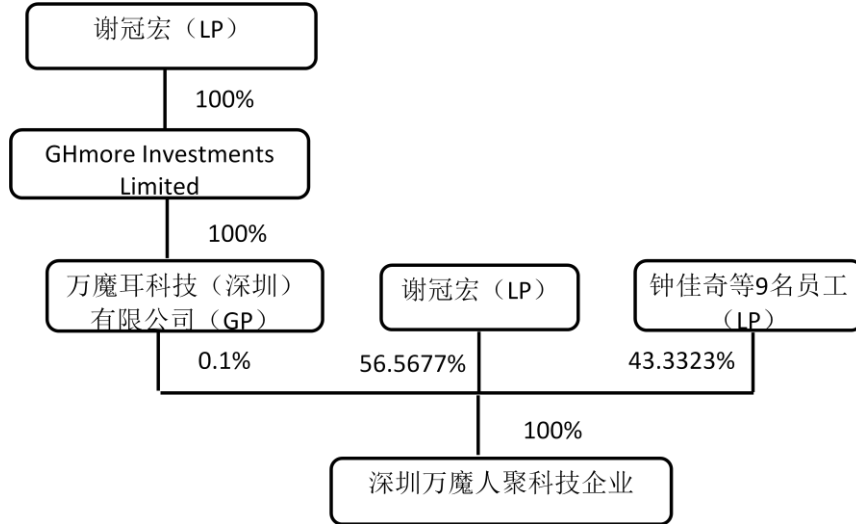 谢冠宏（LP）
100%
GHmore Investments
Limited
100%
万魔耳科技（深圳）
有限公司（GP）
谢冠宏（LP）
钟佳奇等9名员工
（LP）
0.1%
56.5677%
43.3323%
100%
深圳万魔人聚科技企业